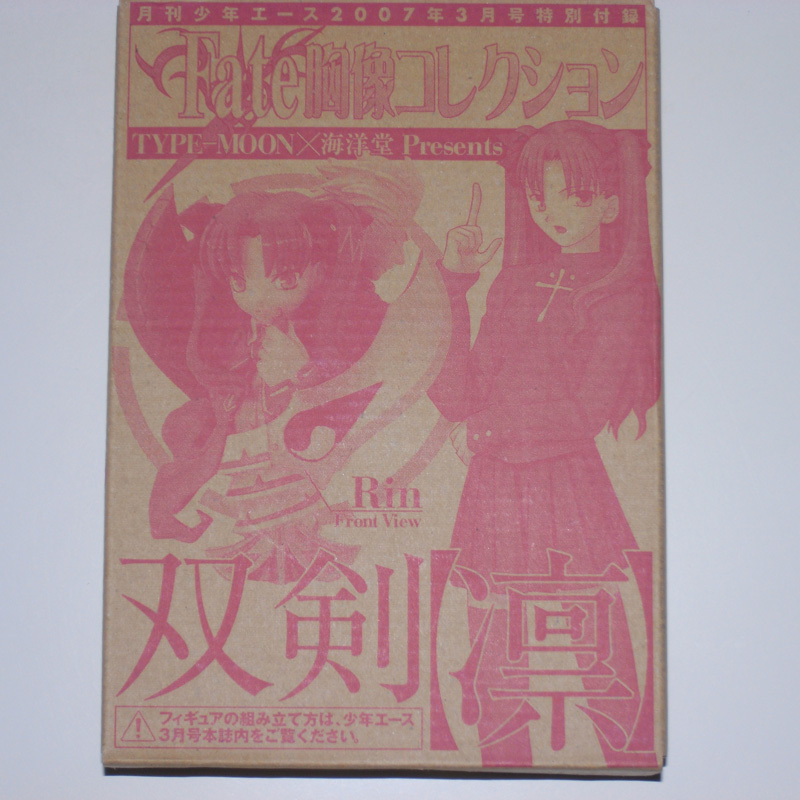 月刊少年エース2007年3月号特別付録
Fate胸像コレクション
TYPE-MOON×海洋堂 Presents
Rin
Front View
双剣【凛】
フィギュアの組み立て方は、少年エース
3月号本誌内をご覧ください。